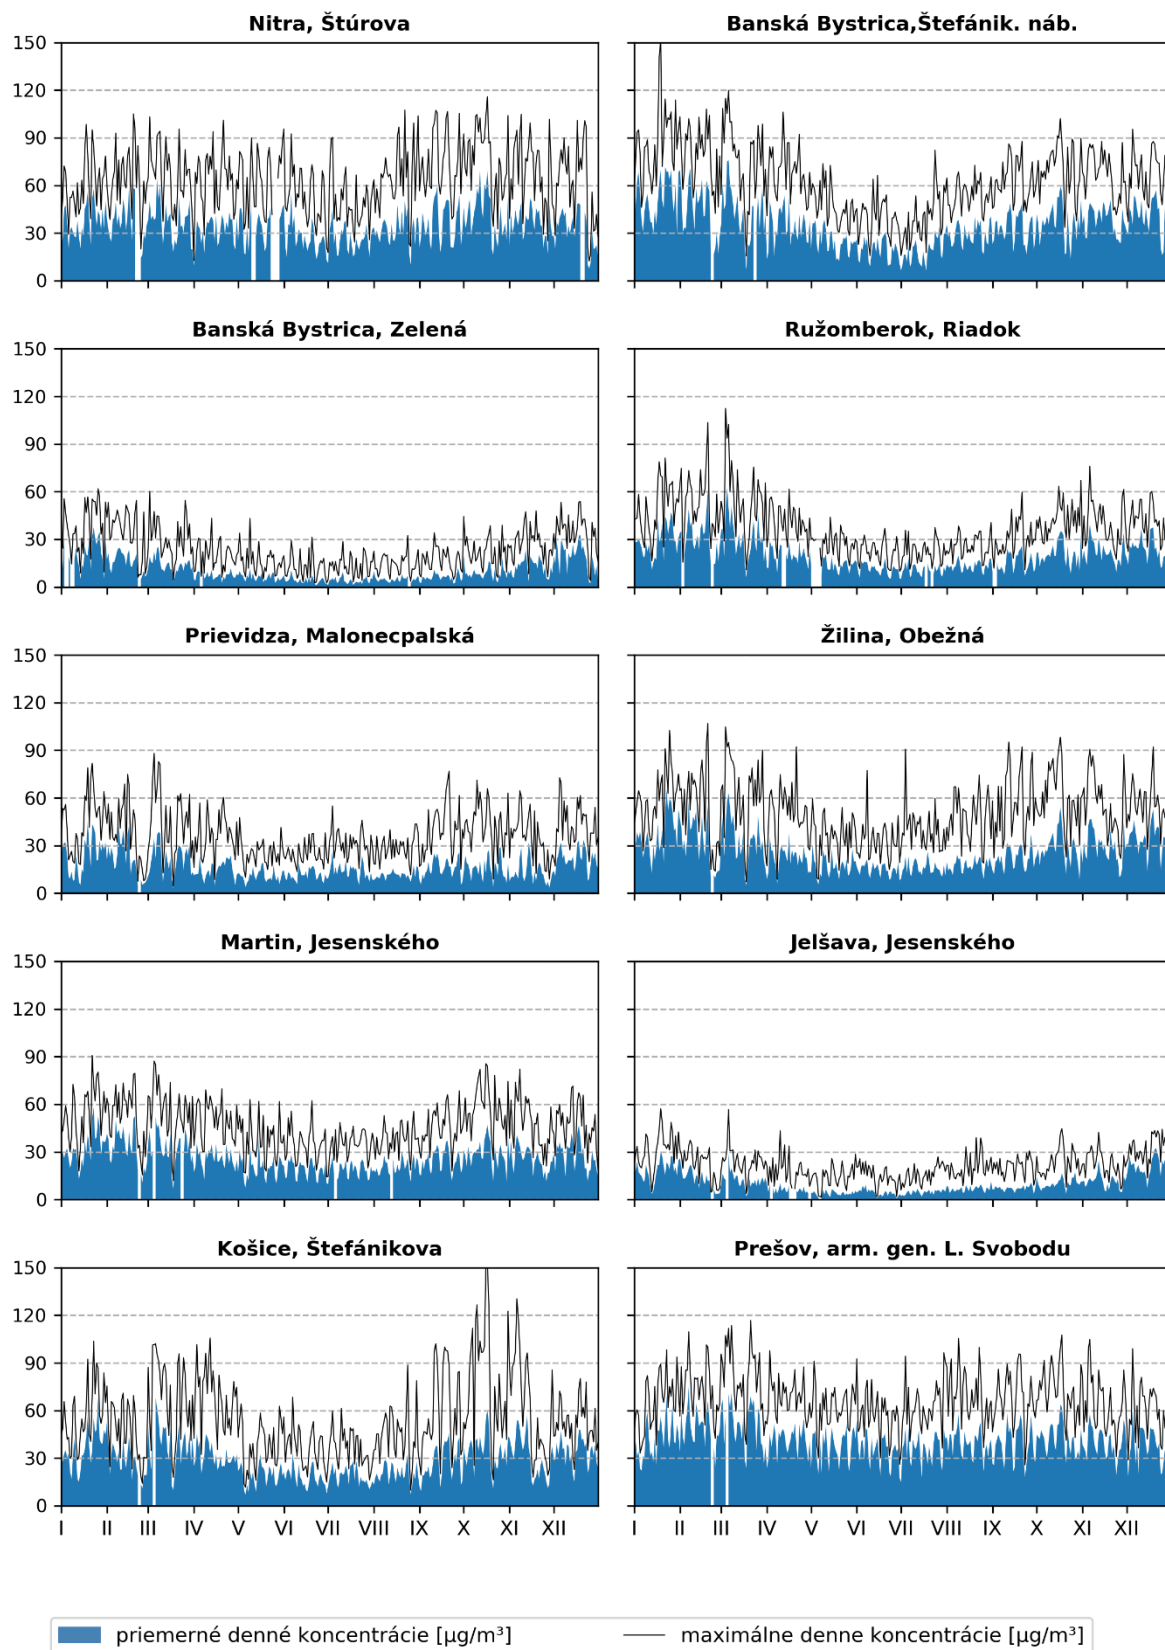 Nitra, Štúrova
Banská Bystrica,Štefánik. náb.
150
120
90
60
30
0
Banská Bystrica, Zelená
Ružomberok, Riadok
150
120
90
60
30
0
Prievidza, Malonecpalská
Žilina, Obežná
150
120
90
60
30
0
Martin, Jesenského
Jelšava, Jesenského
150
120
90
60
30
0
Košice, Štefánikova
Prešov, arm. gen. L. Svobodu
150
120
90
60
30
0
I II III IV V VI VII VIII IX X XI XII
I II III IV V VI VII VIII IX X XI XII
priemerné denné koncentrácie [µg/m³]
maximálne denne koncentrácie [µg/m³]